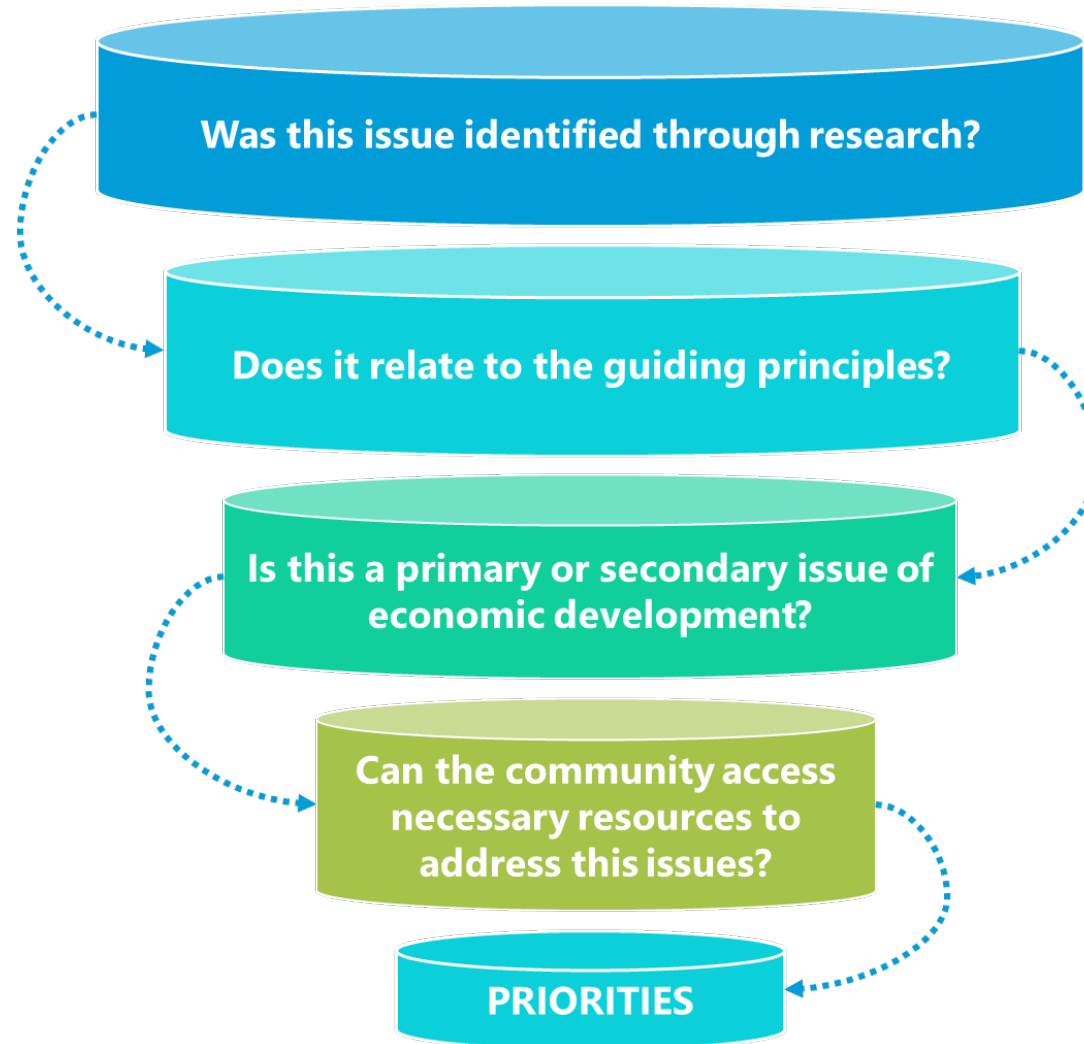 Was this issue identified through research?
Does it relate to the guiding principles?
Is this a primary or secondary issue of
economic development?
Can the community access
necessary resources to
address this issues?
PRIORITIES